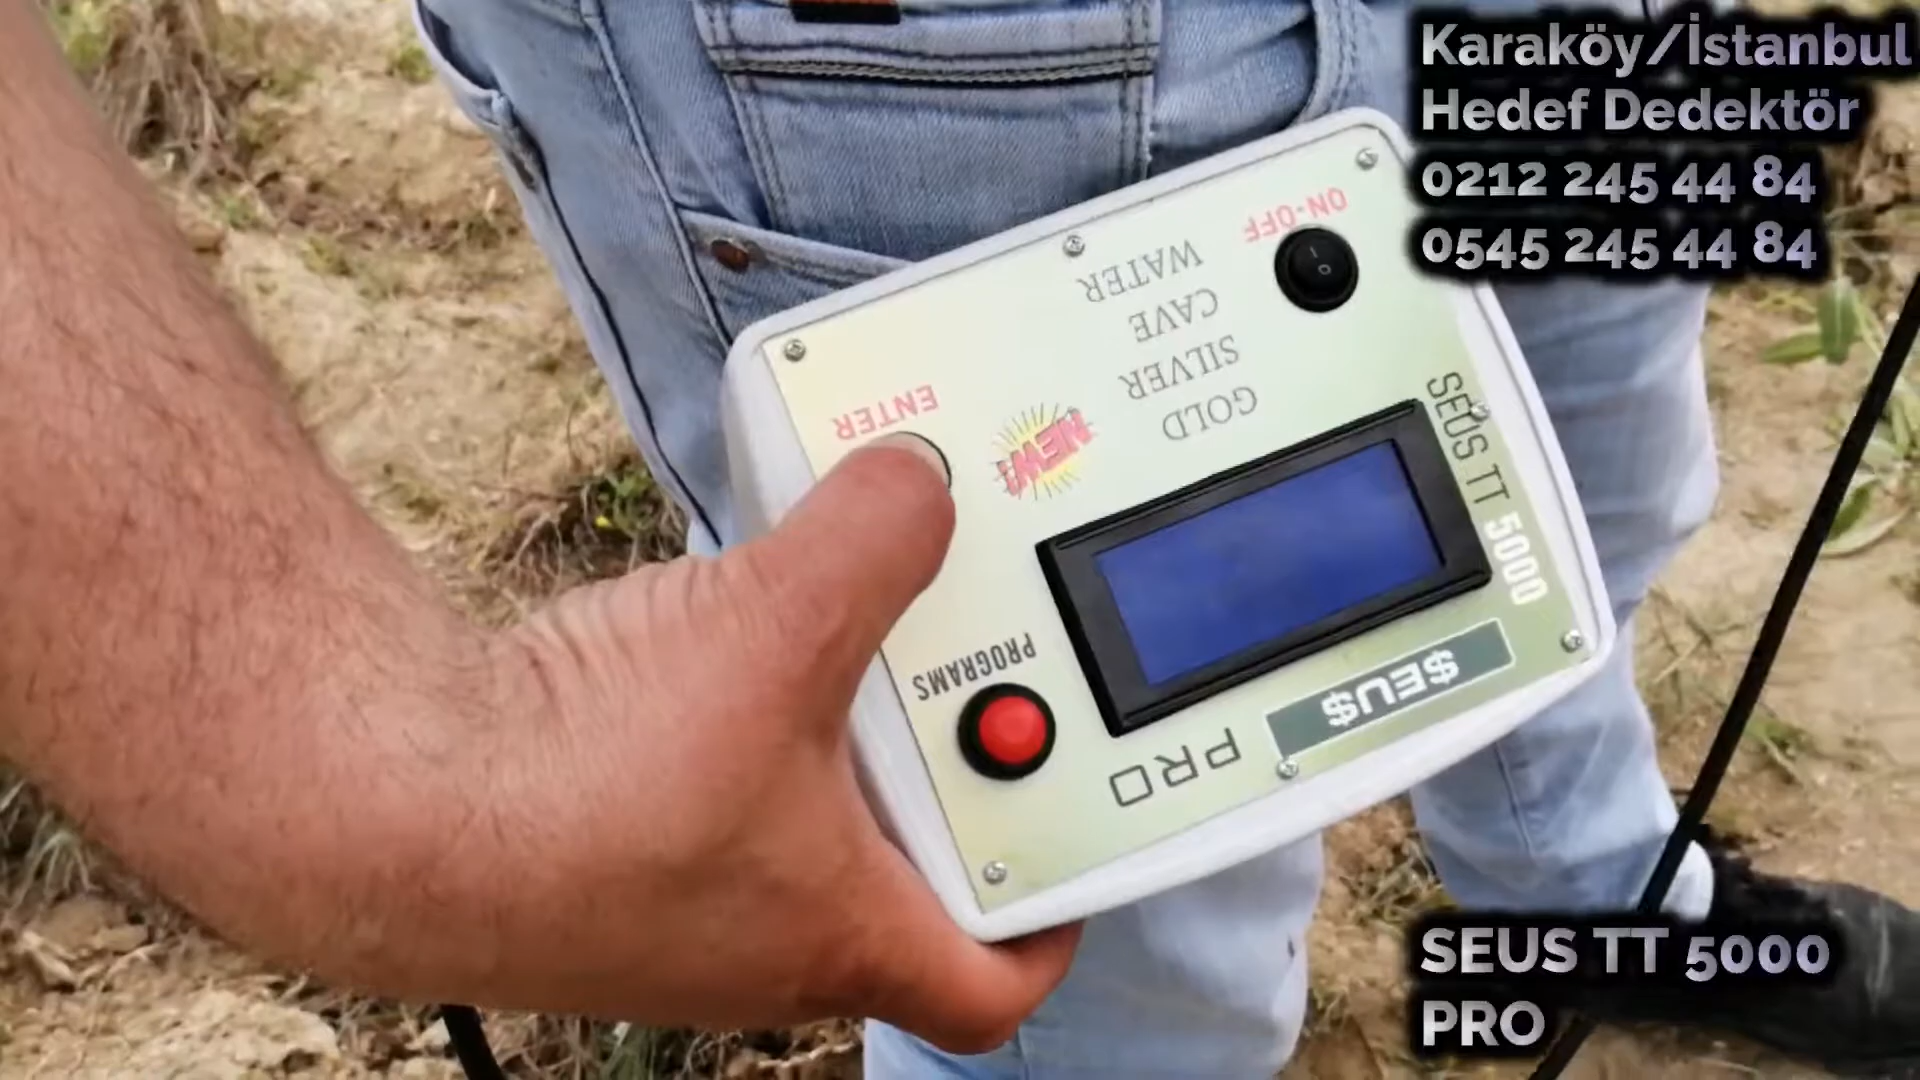 Karaköy/İstanbul
Hedef Dedektör
0212 245 44 84
0545 245 44 84
ON-OFF
WATER
CAVE
SILVER
GOLD
ENTER
NEW!
SEUS TT 5000
PROGRAMS
$EU$
PRO
SEUS TT 5000
PRO